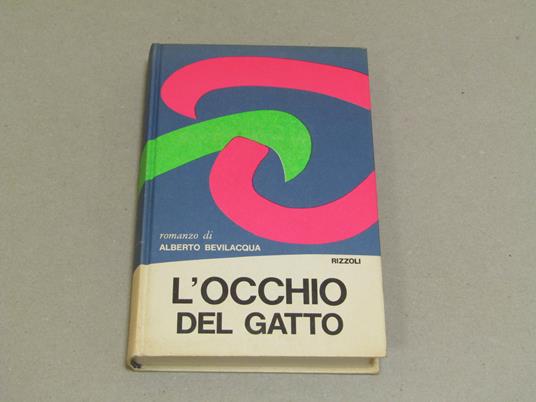 romanzo di
ALBERTO BEVILACQUA
RIZZOLI
L'OCCHIO
DEL GATTO